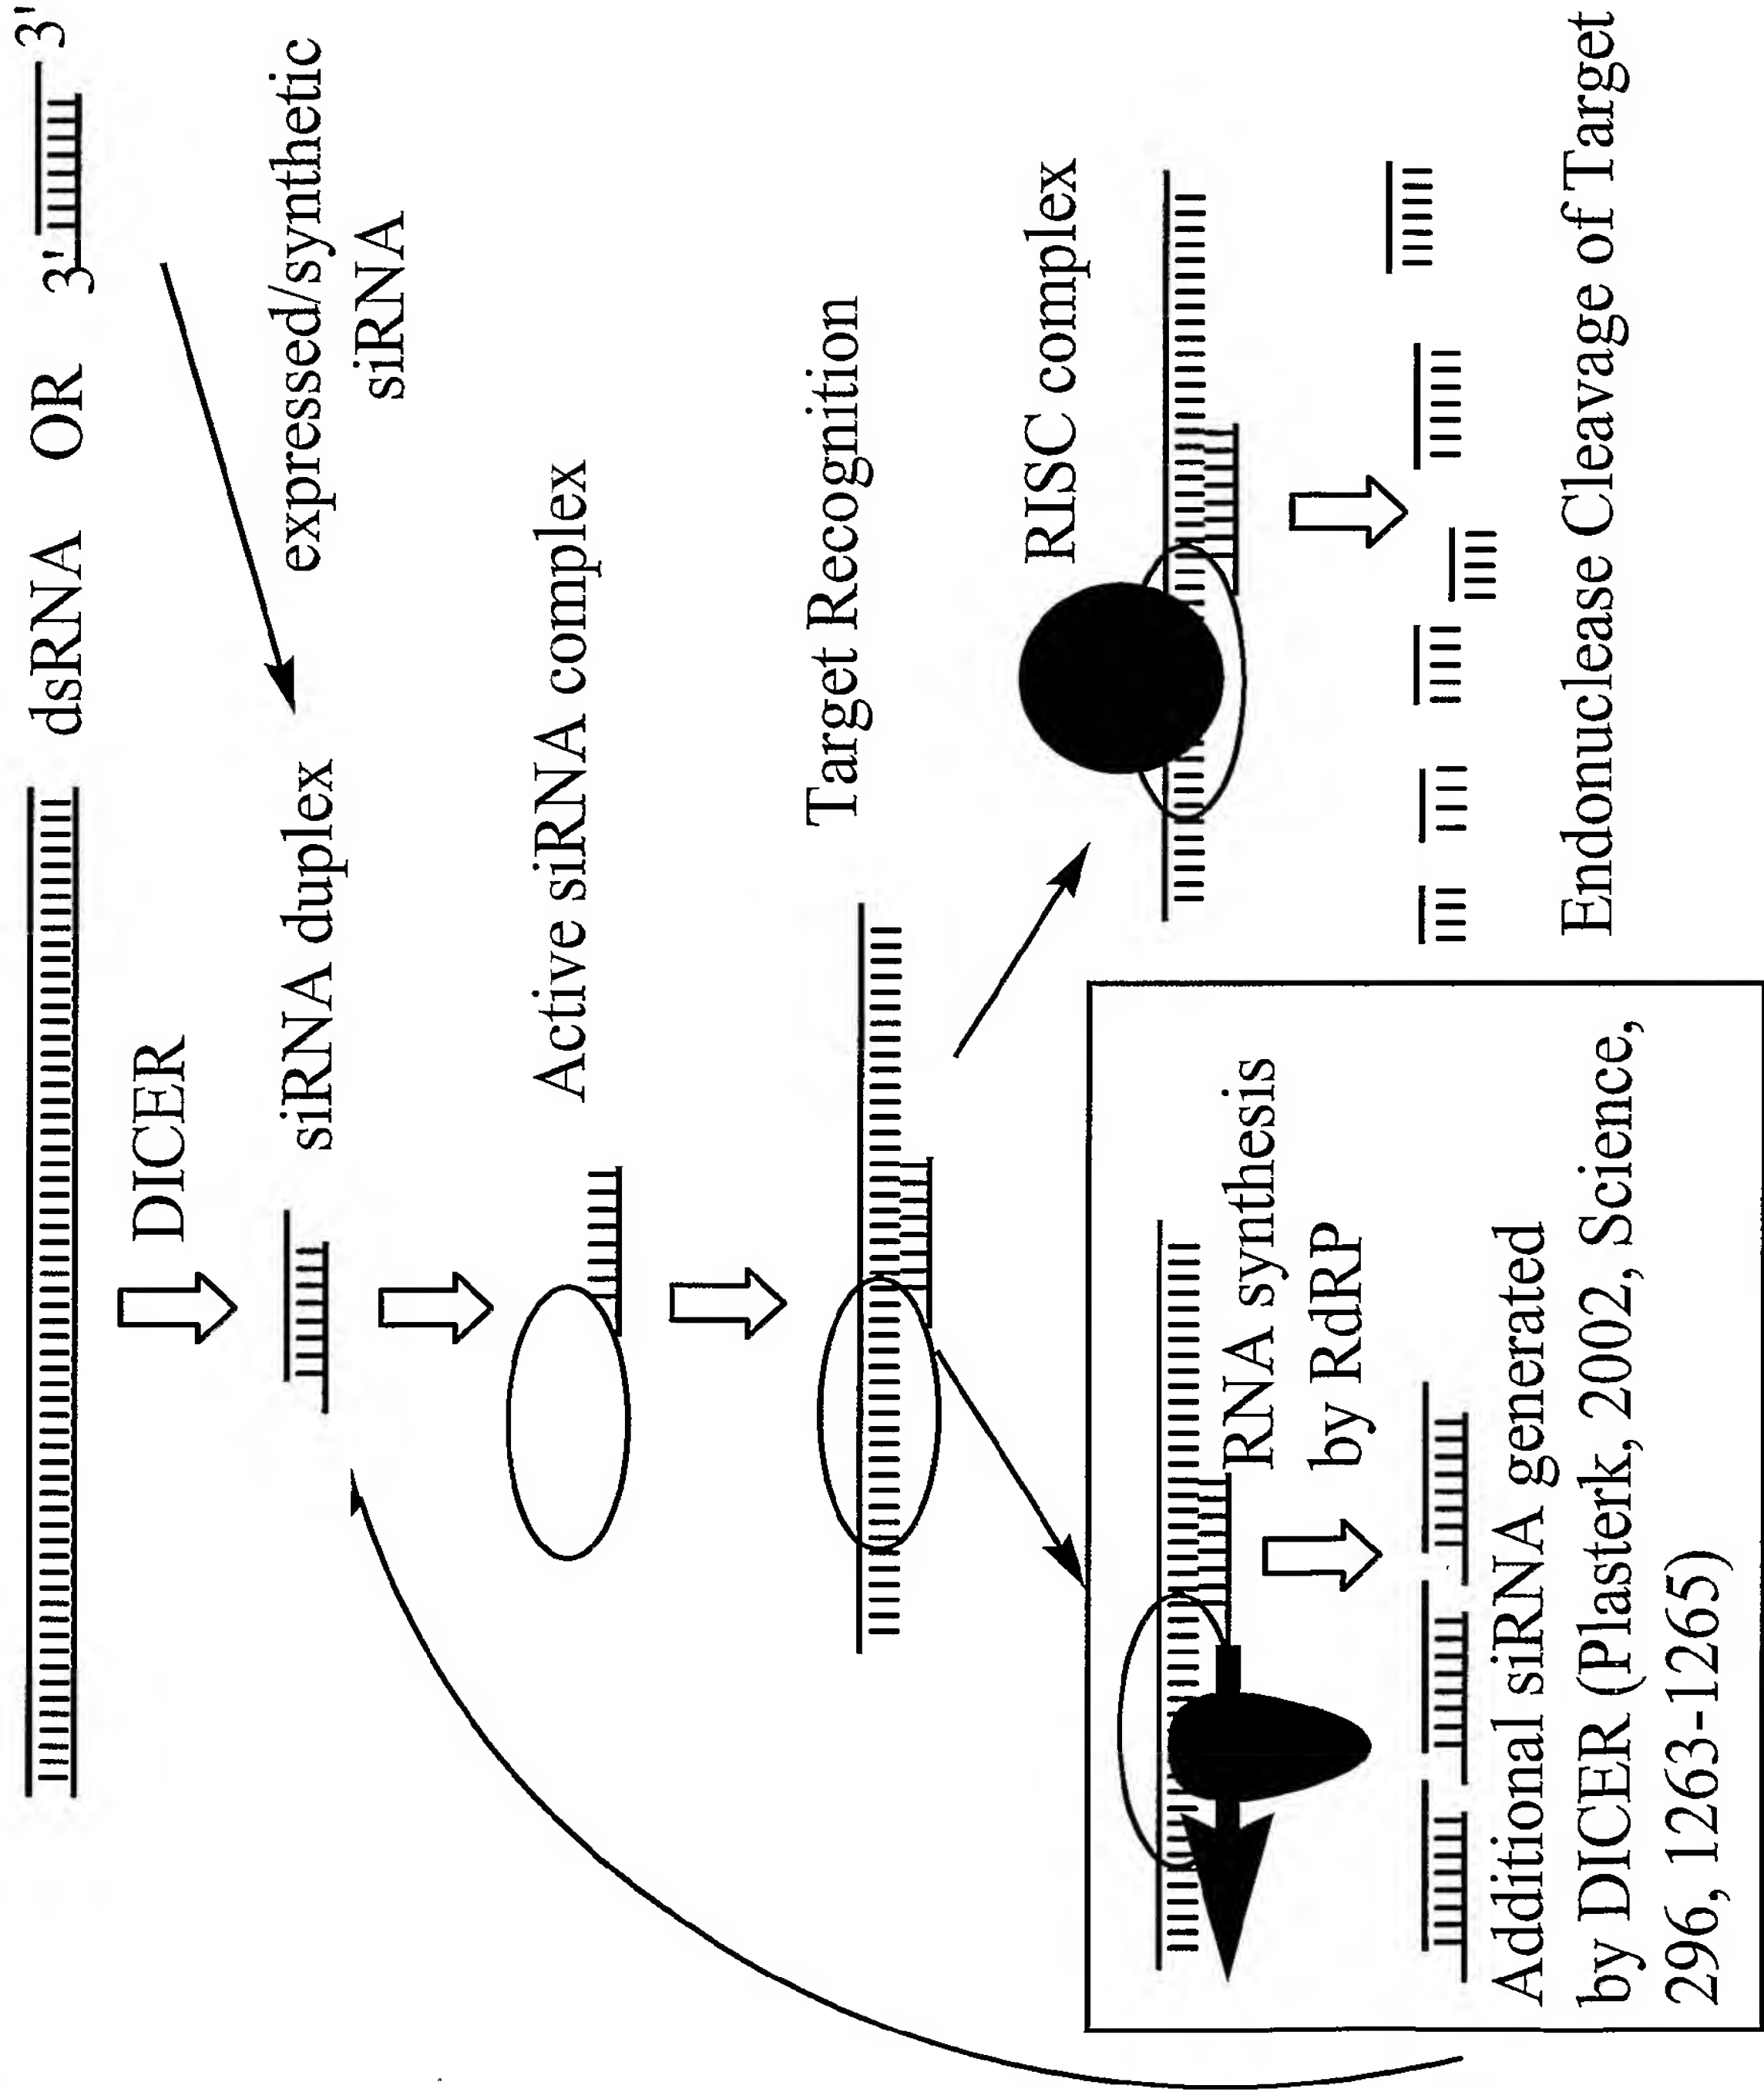 dsRNA OR 3' 3'
DICER
siRNA duplex
expressed/synthetic
siRNA
Active siRNA complex
Target Recognition
RISC complex
RNA synthesis
by RdRP
Additional siRNA generated
by DICER (Plasterk, 2002, Science,
296, 1263-1265)
Endonuclease Cleavage of Target